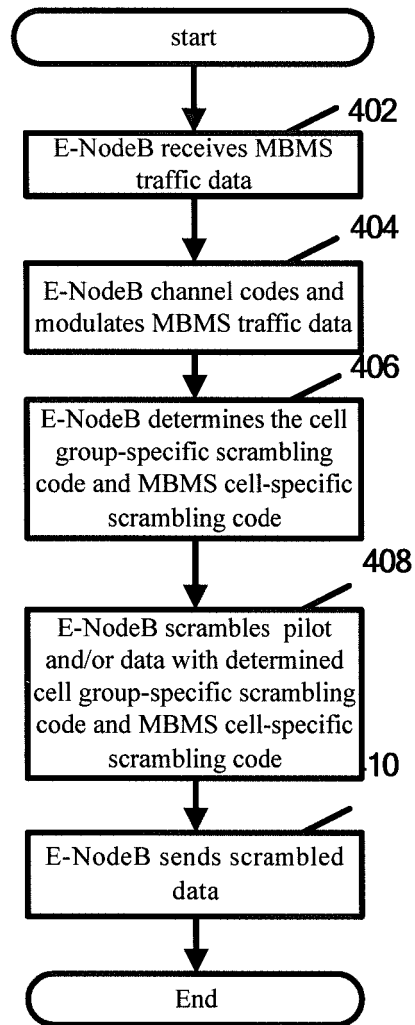 start
402
E-NodeB receives MBMS
traffic data
404
E-NodeB channel codes and
modulates MBMS traffic data
406
E-NodeB determines the cell
group-specific scrambling
code and MBMS cell-specific
scrambling code
408
E-NodeB scrambles pilot
and/or data with determined
cell group-specific scrambling
code and MBMS cell-specific
scrambling code
410
E-NodeB sends scrambled
data
End